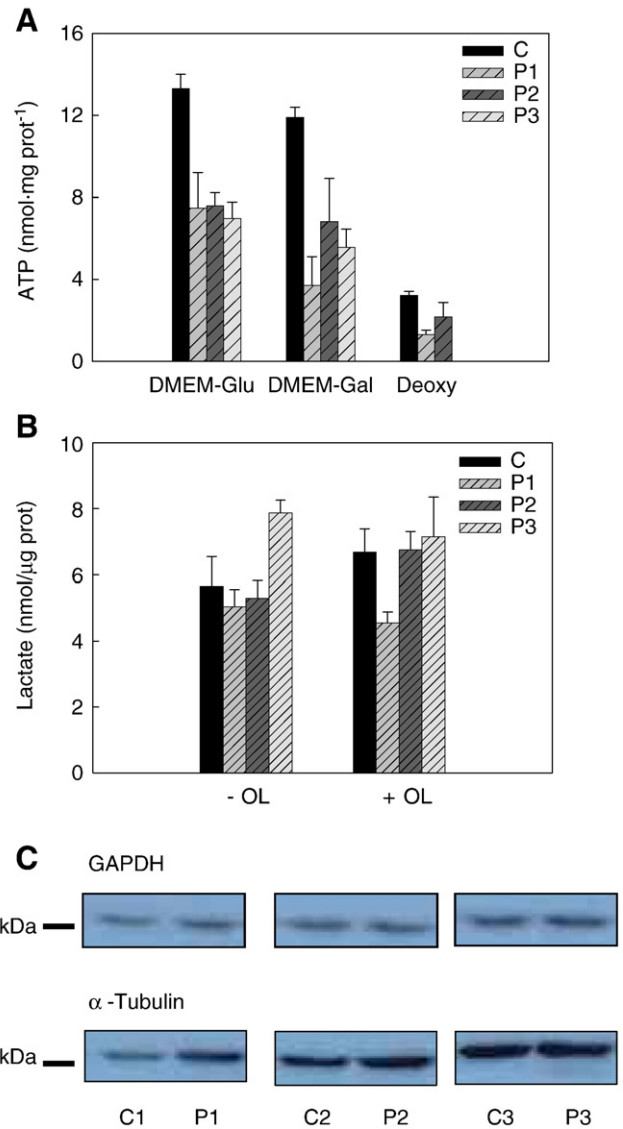 A
16
12
8
4
0
ATP (nmol·mg prot⁻¹)
C
P1
P2
P3
DMEM-Glu DMEM-Gal Deoxy
B
10
8
6
4
2
0
Lactate (nmol/µg prot)
C
P1
P2
P3
- OL + OL
C
GAPDH
kDa
α -Tubulin
kDa
C1 P1 C2 P2 C3 P3